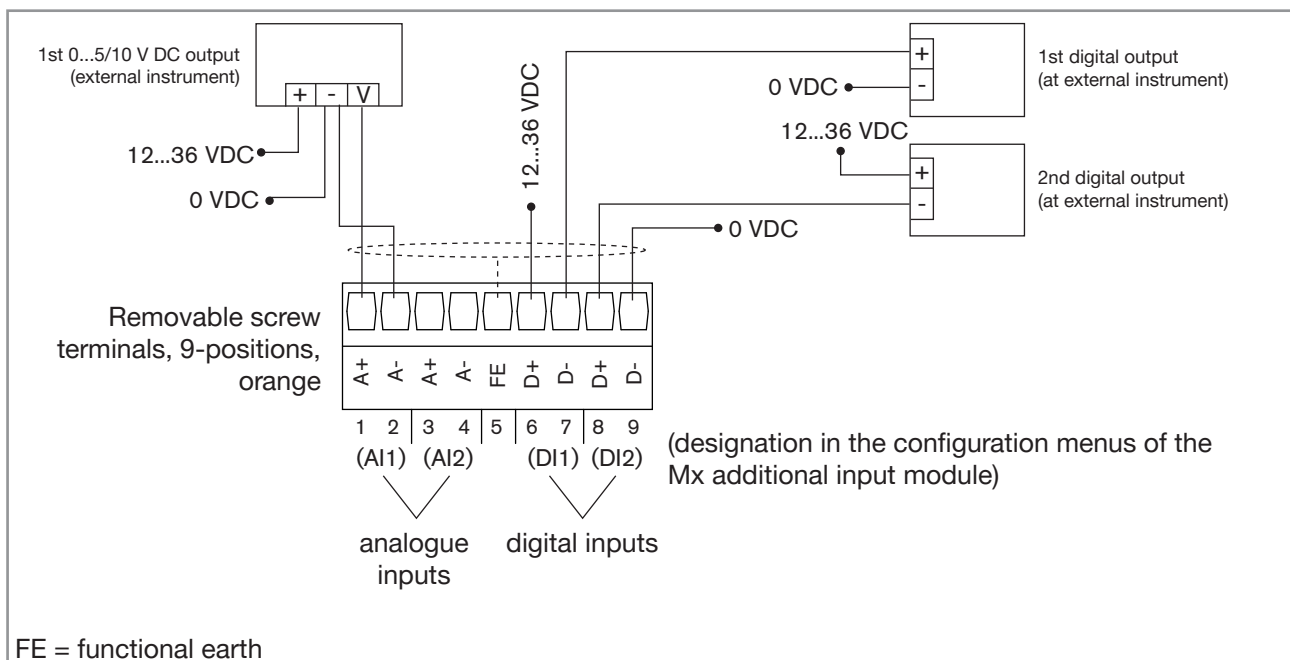 1st 0...5/10 V DC output
(external instrument)
+ - V
12...36 VDC
0 VDC
12...36 VDC
0 VDC
+
-
1st digital output
(at external instrument)
12...36 VDC
+
-
2nd digital output
(at external instrument)
0 VDC
Removable screw
terminals, 9-positions,
orange
A+ A- A+ A- FE D+ D- D+ D-
1 2 3 4 5 6 7 8 9
(AI1) (AI2) (DI1) (DI2)
(designation in the configuration menus of the
Mx additional input module)
analogue
inputs
digital inputs
FE = functional earth